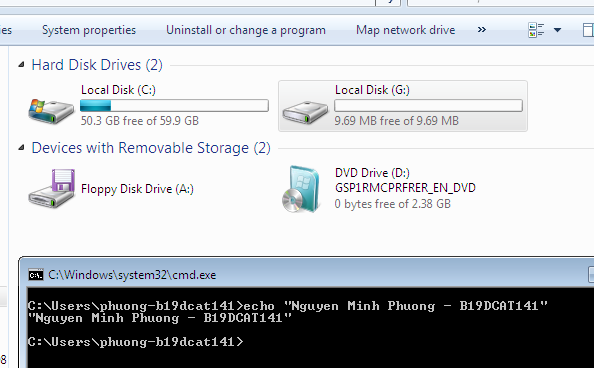 es
System properties
Uninstall or change a program
Map network drive
»
Hard Disk Drives (2)
Local Disk (C:)
50.3 GB free of 59.9 GB
Local Disk (G:)
9.69 MB free of 9.69 MB
Devices with Removable Storage (2)
Floppy Disk Drive (A:)
DVD Drive (D:)
GSP1RMCPRFRER_EN_DVD
0 bytes free of 2.38 GB
C:\Windows\system32\cmd.exe
C:\Users\phuong-b19dcat141>echo "Nguyen Minh Phuong - B19DCAT141"
"Nguyen Minh Phuong - B19DCAT141"
C:\Users\phuong-b19dcat141>
98